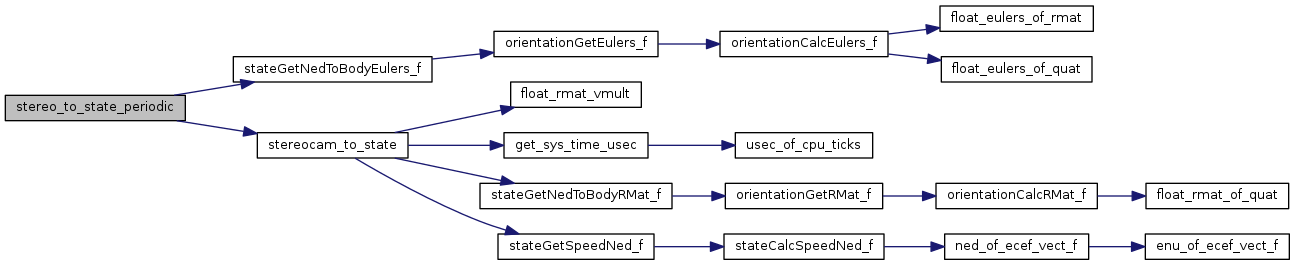 float_eulers_of_rmat
orientationGetEulers_f
orientationCalcEulers_f
stateGetNedToBodyEulers_f
float_eulers_of_quat
float_rmat_vmult
stereo_to_state_periodic
stereocam_to_state
get_sys_time_usec
usec_of_cpu_ticks
stateGetNedToBodyRMat_f
orientationGetRMat_f
orientationCalcRMat_f
float_rmat_of_quat
stateGetSpeedNed_f
stateCalcSpeedNed_f
ned_of_ecef_vect_f
enu_of_ecef_vect_f